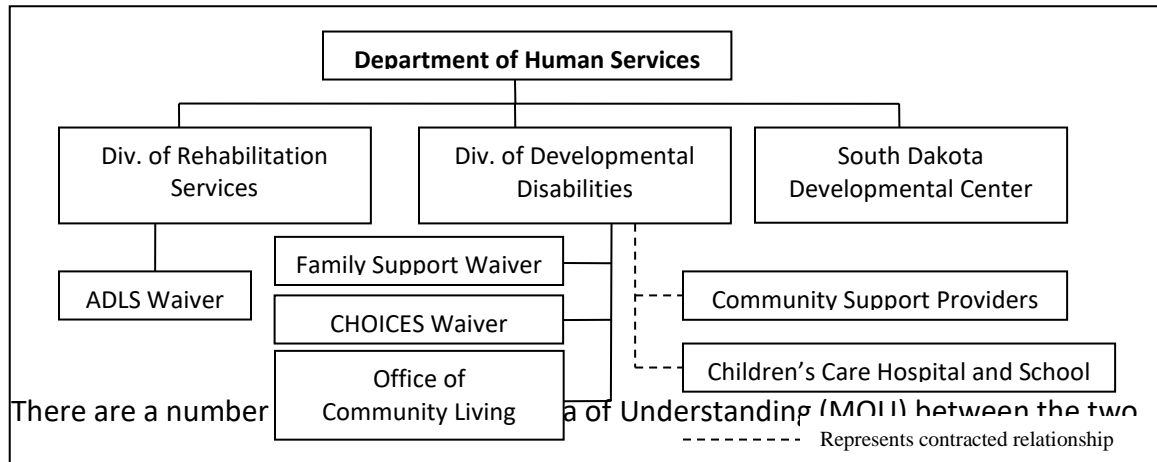 Department of Human Services
Div. of Rehabilitation
Services
Div. of Developmental
Disabilities
South Dakota
Developmental Center
Family Support Waiver
ADLS Waiver
Community Support Providers
CHOICES Waiver
Children’s Care Hospital and School
Office of
Community Living
There are a number a of Understanding (MOU) between the two
Represents contracted relationship